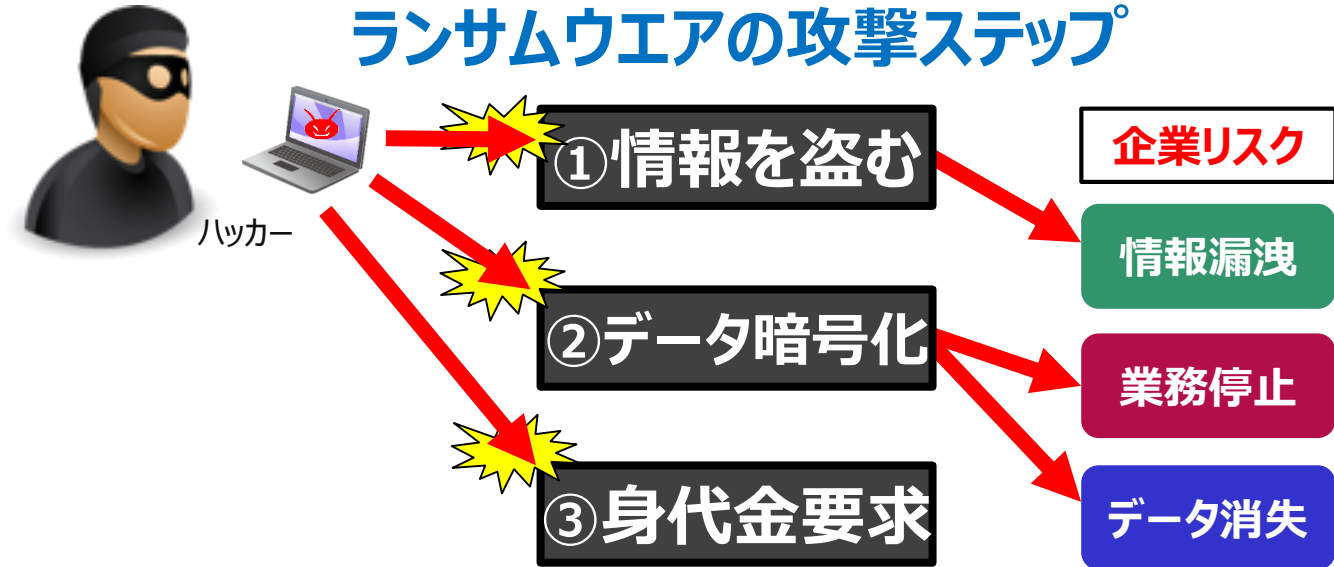 ランサムウエアの攻撃ステップ
ハッカー
①情報を盗む
②データ暗号化
③身代金要求
企業リスク
情報漏洩
業務停止
データ消失